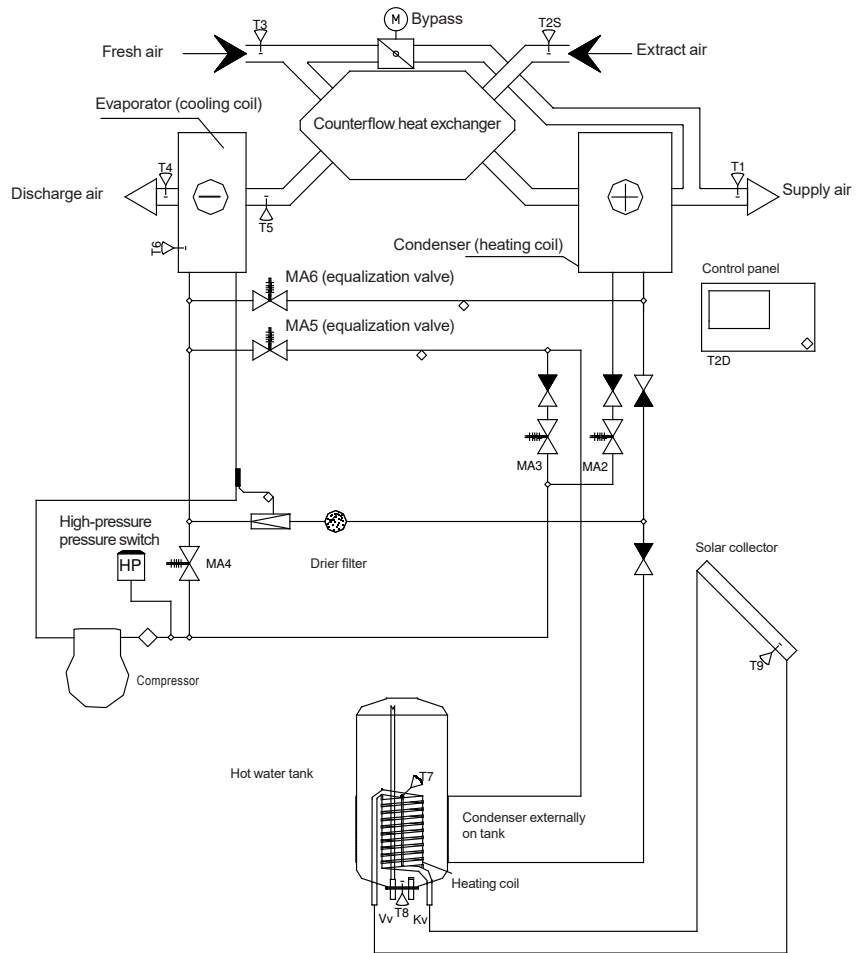 M
Bypass
T3
T2S
Fresh air
Extract air
Evaporator (cooling coil)
Counterflow heat exchanger
T4
T1
Discharge air
Supply air
T5
T6
Condenser (heating coil)
MA6 (equalization valve)
Control panel
MA5 (equalization valve)
T2D
MA3
MA2
High-pressure
pressure switch
HP
MA4
Drier filter
Solar collector
T9
Compressor
Hot water tank
T7
Condenser externally
on tank
Heating coil
Vv
T8
Kv